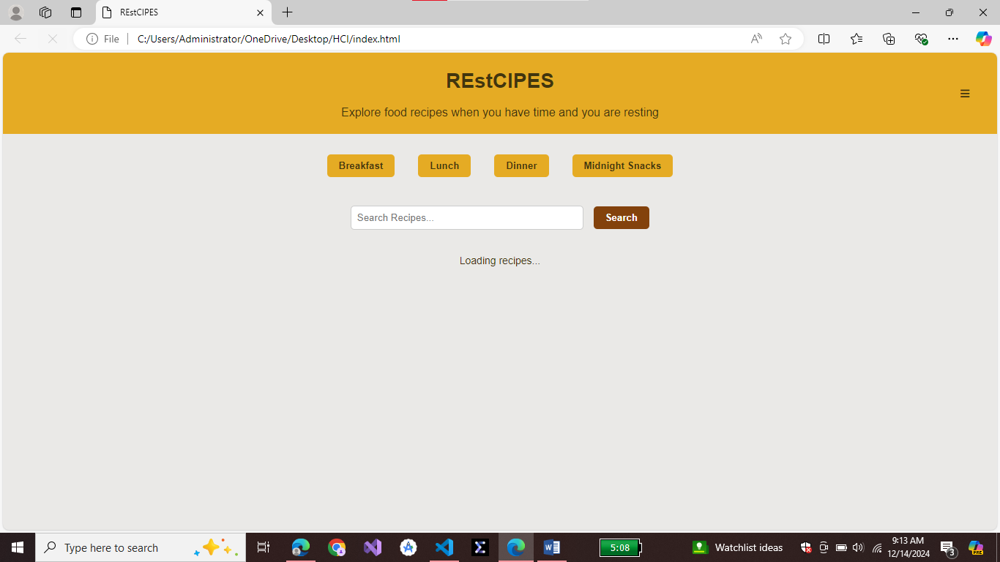 REstCIPES
File
C:/Users/Administrator/OneDrive/Desktop/HCI/index.html
REstCIPES
Explore food recipes when you have time and you are resting
Breakfast
Lunch
Dinner
Midnight Snacks
Search Recipes...
Search
Loading recipes...
Type here to search
5:08
Watchlist ideas
9:13 AM
12/14/2024
3
PRE